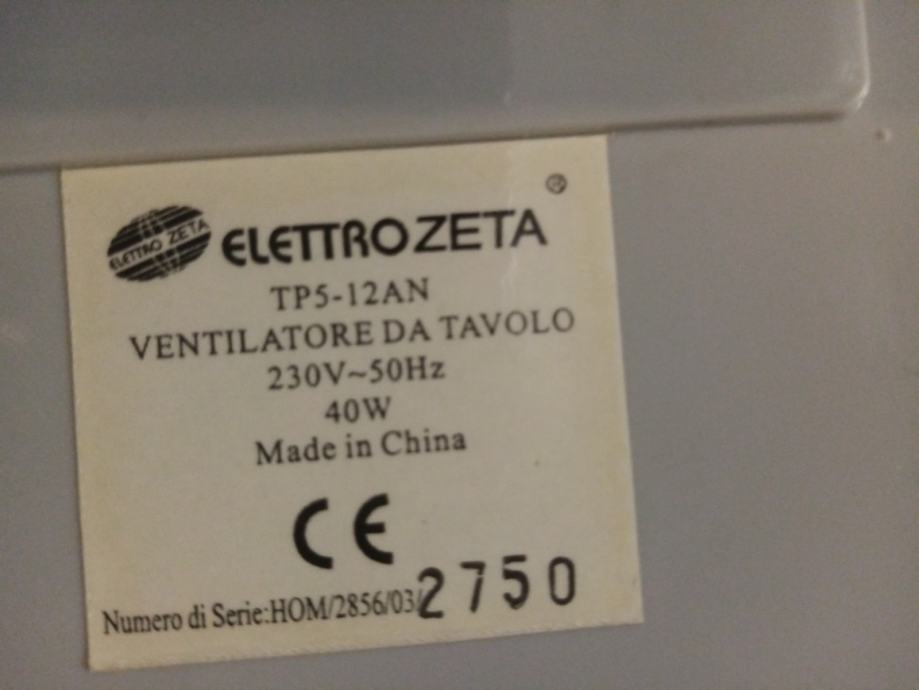 ELETTRO ZETA
ELETTROZETA ®
TP5-12AN
VENTILATORE DA TAVOLO
230V~50Hz
40W
Made in China
CE
Numero di Serie:HOM/2856/03/2750